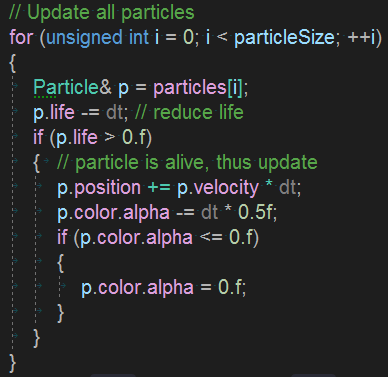 // Update all particles
for (unsigned int i = 0; i < particleSize; ++i)
{
Particle& p = particles[i];
p.life -= dt; // reduce life
if (p.life > 0.f)
{ // particle is alive, thus update
p.position += p.velocity * dt;
p.color.alpha -= dt * 0.5f;
if (p.color.alpha <= 0.f)
{
p.color.alpha = 0.f;
}
}
}